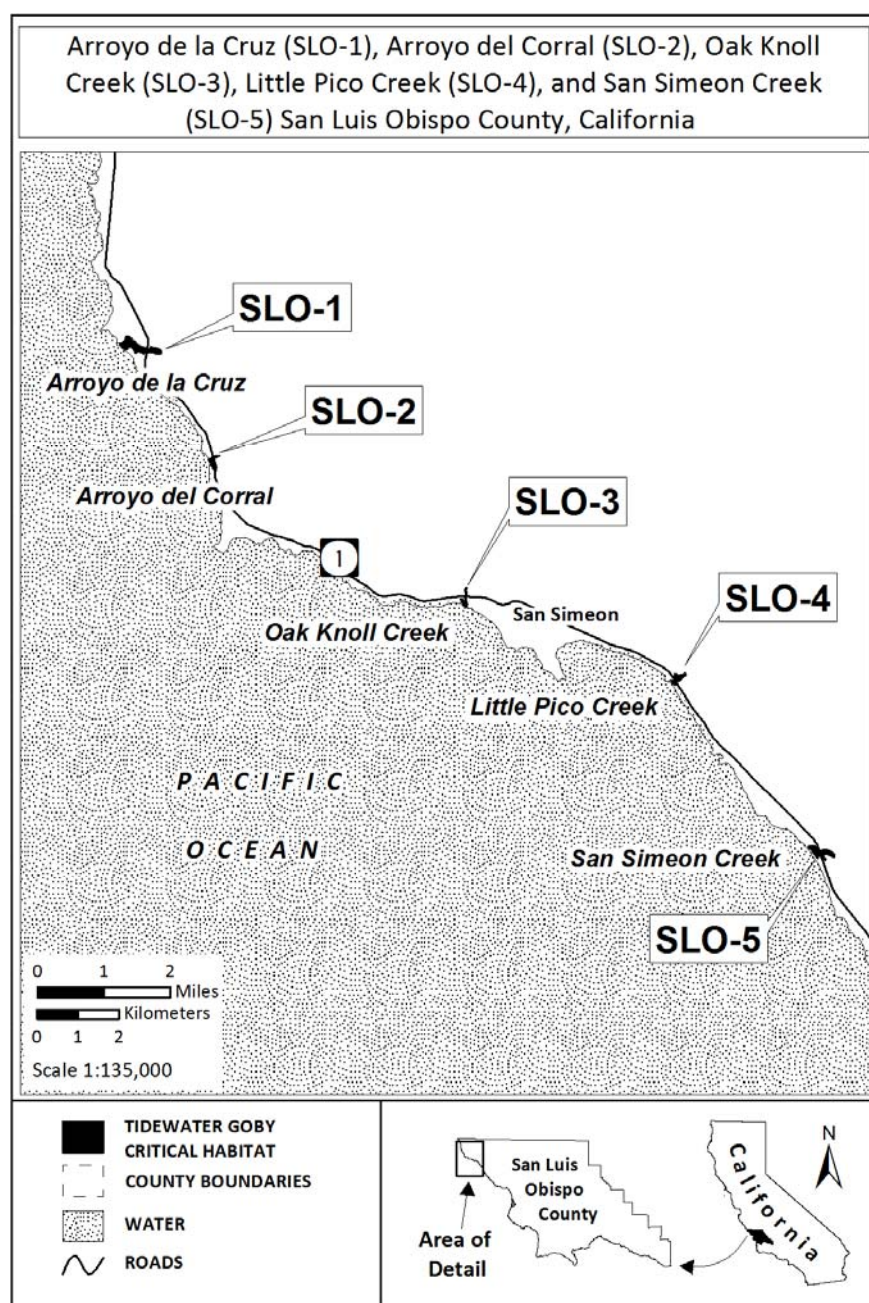 Arroyo de la Cruz (SLO-1), Arroyo del Corral (SLO-2), Oak Knoll
Creek (SLO-3), Little Pico Creek (SLO-4), and San Simeon Creek
(SLO-5) San Luis Obispo County, California
SLO-1
Arroyo de la Cruz
SLO-2
Arroyo del Corral
SLO-3
1
San Simeon
Oak Knoll Creek
SLO-4
Little Pico Creek
PACIFIC
OCEAN
San Simeon Creek
SLO-5
0 1 2
Miles
Kilometers
0 1 2
Scale 1:135,000
TIDEWATER GOBY
CRITICAL HABITAT
COUNTY BOUNDARIES
WATER
ROADS
San Luis
Obispo
County
Area of
Detail
California
N